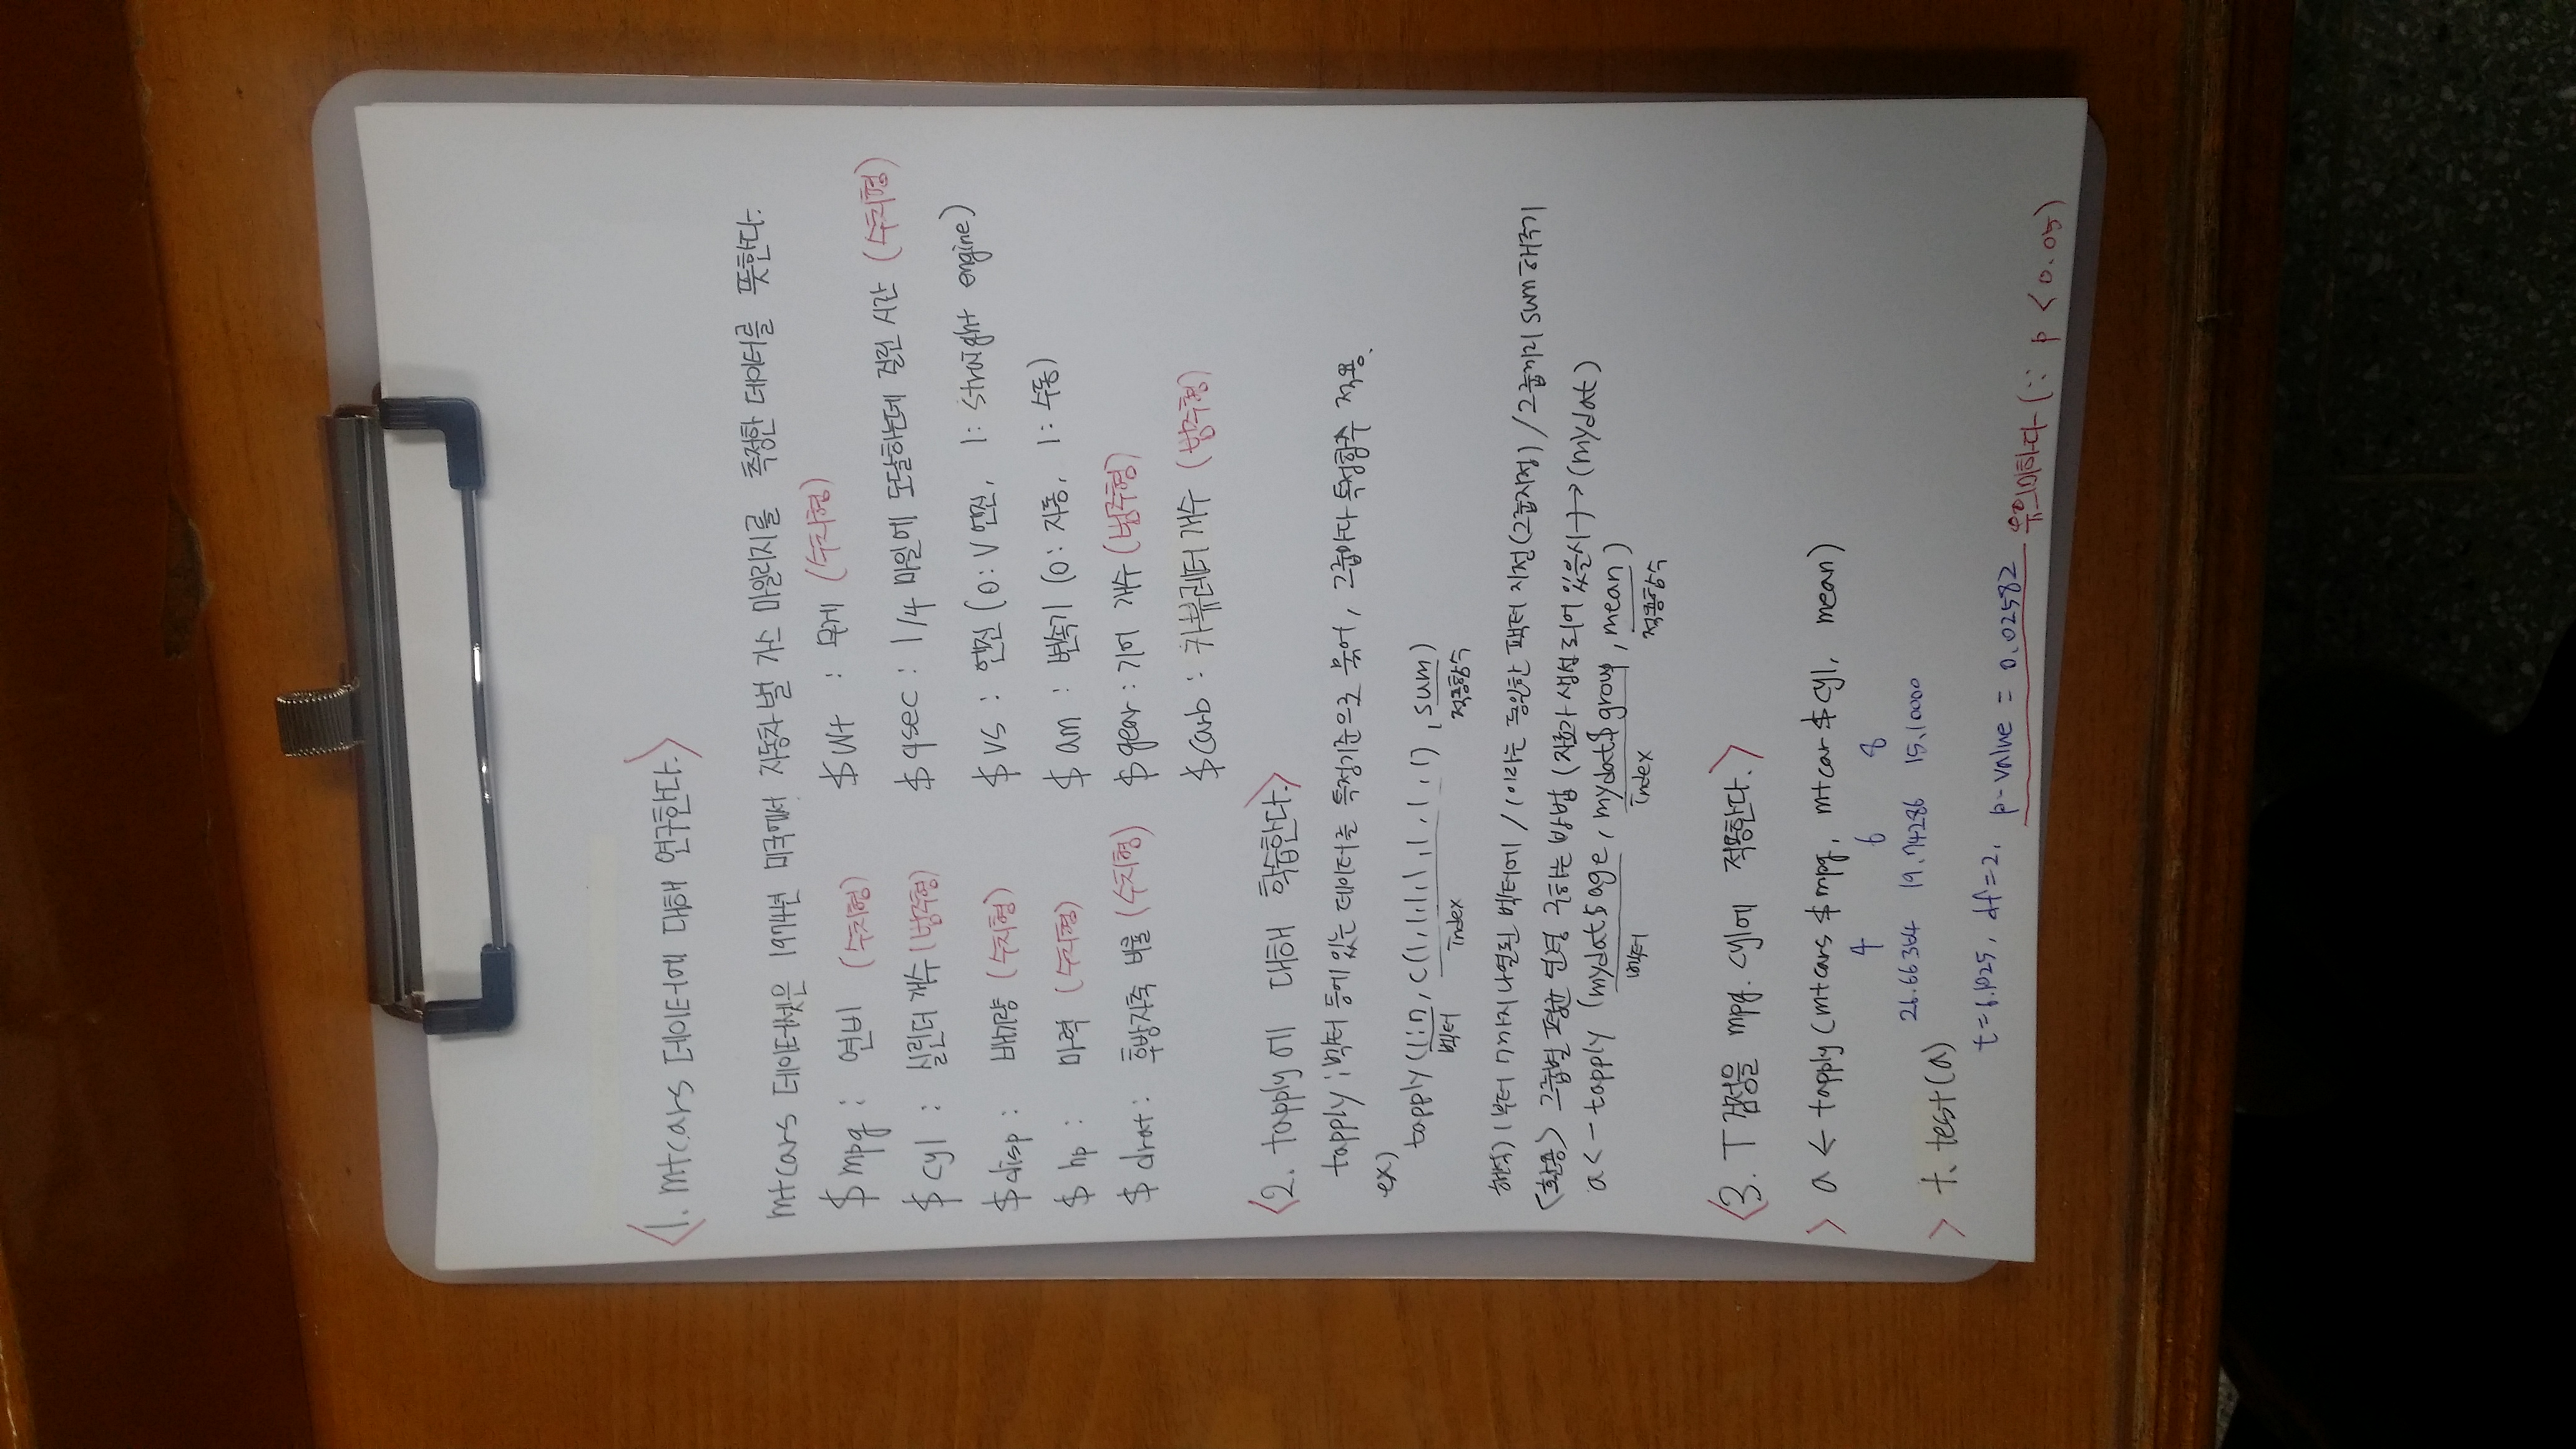 <1. mtcars 데이터에 대해 연구한다.>
mtcars 데이터셋은 1974년 미국에서 자동차 별 가스 마일리지를 측정한 데이터를 뜻한다.
$ mpg : 연비 (수치형)
$ cyl : 실린더 개수 (범주형)
$ disp : 배기량 (수치형)
$ hp : 마력 (수치형)
$ drat : 후방차축 비율 (수치형)
$ wt : 무게 (수치형)
$ qsec : 1/4 마일에 도달하는데 걸린 시간 (수치형)
$ vs : 엔진 (0: V 엔진, 1: straight engine)
$ am : 변속기 (0: 자동, 1: 수동)
$ gear : 기어 개수 (범주형)
$ carb : 카뷰레터 개수 (범주형)
<2. tapply에 대해 학습한다.>
tapply ; 벡터 등에 있는 데이터를 특정기준으로 묶어, 그룹마다 특정함수 적용.
ex)
tapply (1:7, c(1,1,1,1,1,1,1), sum)
벡터 index 적용함수
해석) 1부터 7까지 나열된 벡터에 / 1이라는 동일한 팩터 지정 (그룹지정) / 그룹끼리 sum 해주기
<활용> 그룹별 평균 연령 구하는 방법 (자료가 생성되어 있을시 → (mydat)
a <- tapply (mydat$age, mydat$group, mean)
벡터 index 적용함수
<3. T검정을 mpg. cyl에 적용한다.>
> a ← tapply (mtcars $mpg, mtcar $cyl, mean)
4 6 8
26.66364 19.74286 15.10000
> t. test(a)
t=6.1025, df=2, p-value = 0.02582 유의미하다 (∵ p < 0.05)